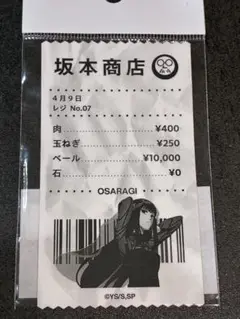 坂本商店
4月9日
レジ No.07
肉 ¥400
玉ねぎ ¥250
ベール ¥10,000
石 ¥0
OSARAGI
©YS/S,SP